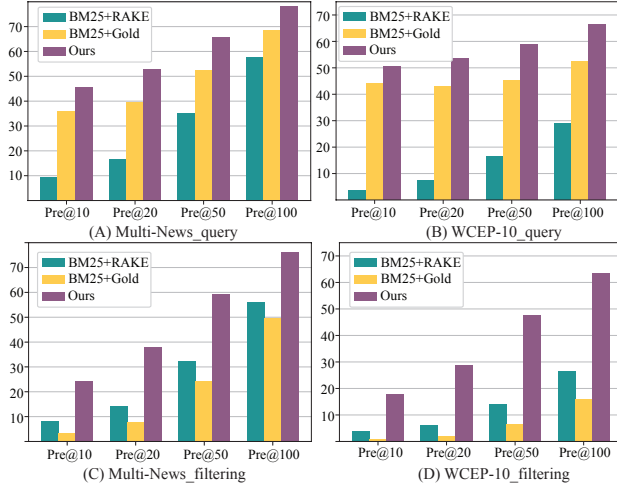 BM25+RAKE
BM25+Gold
Ours
70
60
50
40
30
20
10
Pre@10 Pre@20 Pre@50 Pre@100
(A) Multi-News_query
BM25+RAKE
BM25+Gold
Ours
70
60
50
40
30
20
10
Pre@10 Pre@20 Pre@50 Pre@100
(B) WCEP-10_query
BM25+RAKE
BM25+Gold
Ours
70
60
50
40
30
20
10
Pre@10 Pre@20 Pre@50 Pre@100
(C) Multi-News_filtering
BM25+RAKE
BM25+Gold
Ours
70
60
50
40
30
20
10
Pre@10 Pre@20 Pre@50 Pre@100
(D) WCEP-10_filtering